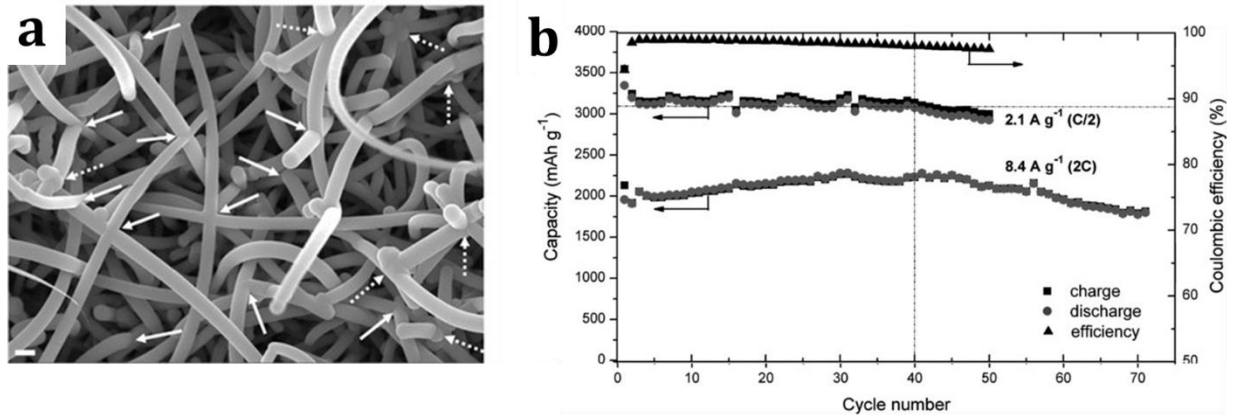 a
b
4000
3500
3000
2500
2000
1750
1500
1000
500
0
Capacity (mAh g⁻¹)
100
90
80
70
60
50
Coulombic efficiency (%)
2.1 A g⁻¹ (C/2)
8.4 A g⁻¹ (2C)
charge
discharge
efficiency
0 10 20 30 40 50 60 70
Cycle number